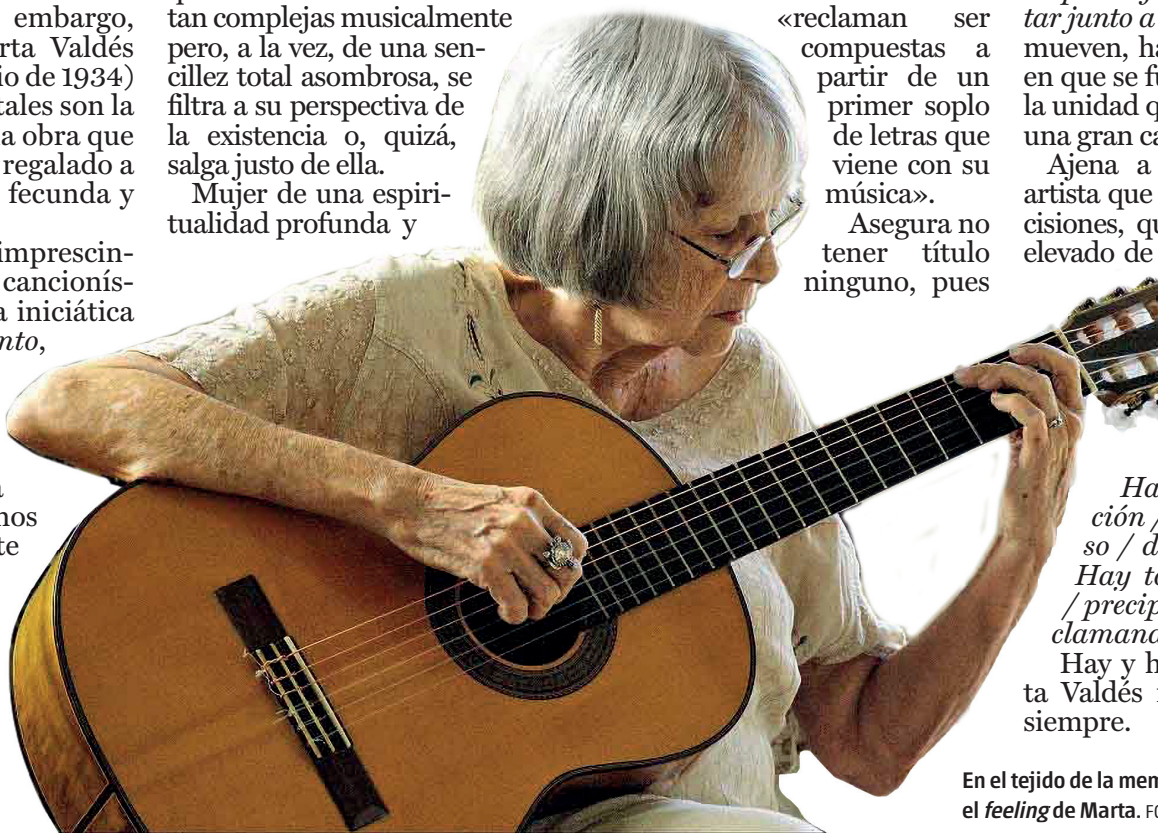 embargo,
rta Valdés
io de 1934)
tales son la
a obra que
regalado a
fecunda y
imprescin-
cancionís-
a iniciática
nto,
nos
te
tan complejas musicalmente
pero, a la vez, de una sen-
cillez total asombrosa, se
filtra a su perspectiva de
la existencia o, quizá,
salga justo de ella.
Mujer de una espiri-
tualidad profunda y
«reclaman ser
compuestas a
partir de un
primer soplo
de letras que
viene con su
música».
Asegura no
tener título
ninguno, pues
tar junto a
mueven, ha
en que se fu
la unidad q
una gran ca
Ajena a
artista que
cisiones, qu
elevado de
Ha
ción /
so / d
Hay te
/ precip
clamand
Hay y h
ta Valdés
siempre.
En el tejido de la mem
el feeling de Marta. FO